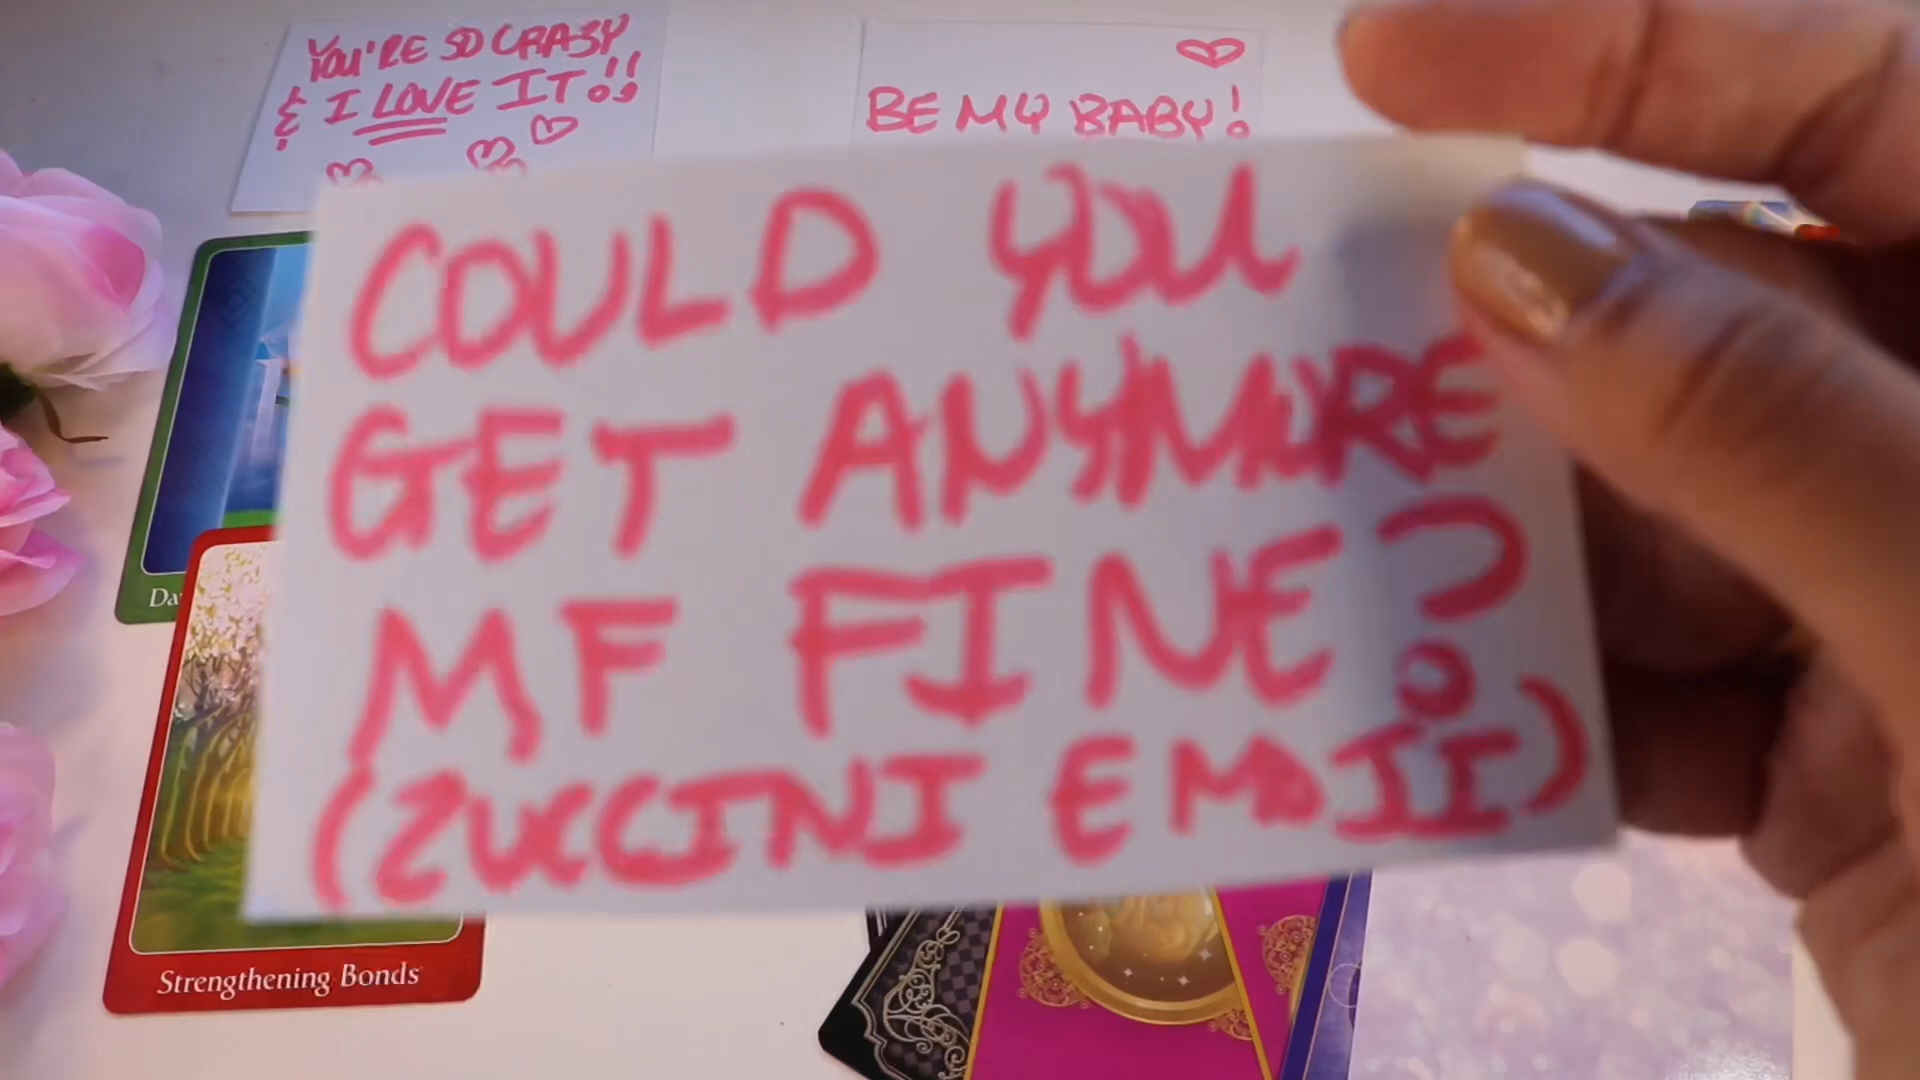 YOU'RE SO CRAZY
& I LOVE IT!!
BE MY BABY!
COULD YOU
GET ANYMORE
MF FINE?
(ZUCCINI EMOJI)
Strengthening Bonds